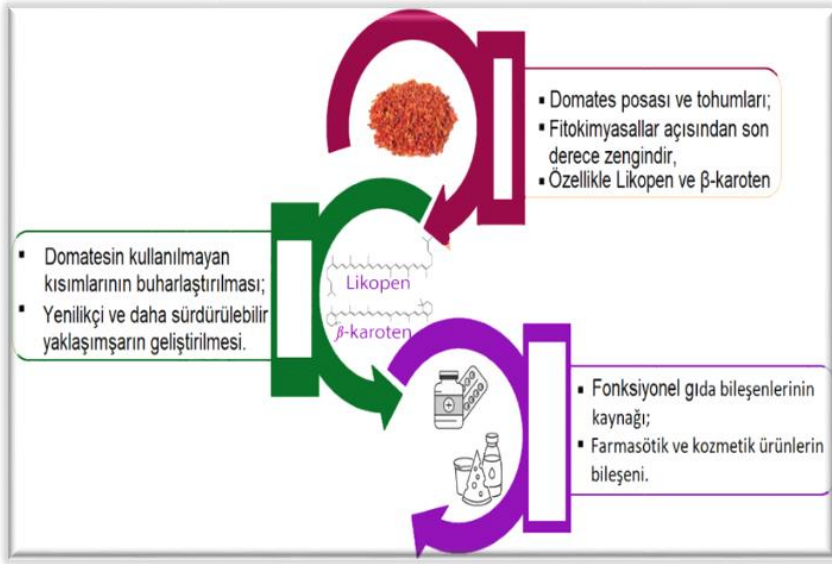 ▪ Domates posası ve tohumları;
▪ Fitokimyasallar açısından son
derece zengindir,
▪ Özellikle Likopen ve β-karoten
▪ Domatesin kullanılmayan
kısımlarının buharlaştırılması;
▪ Yenilikçi ve daha sürdürülebilir
yaklaşımşarın geliştirilmesi.
Likopen
β-karoten
▪ Fonksiyonel gıda bileşenlerinin
kaynağı;
▪ Farmasötik ve kozmetik ürünlerin
bileşeni.